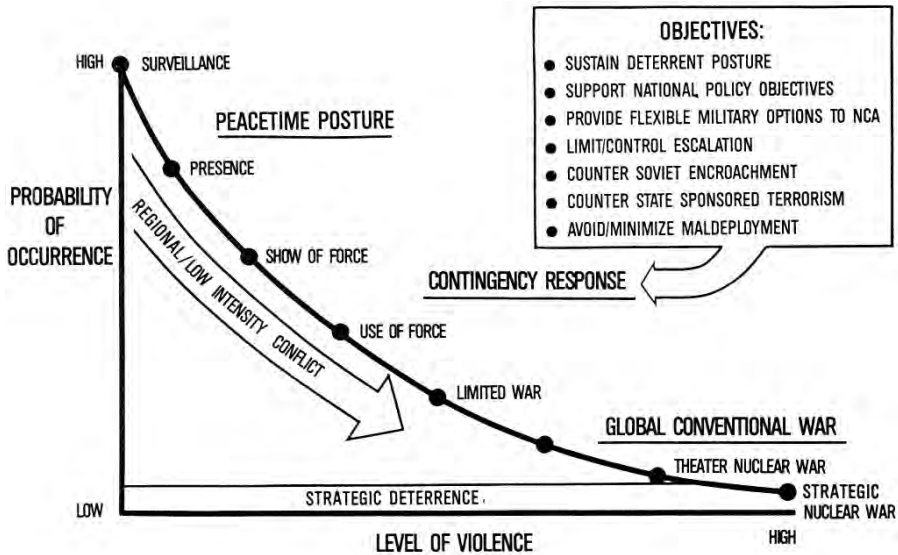 OBJECTIVES:
● SUSTAIN DETERRENT POSTURE
● SUPPORT NATIONAL POLICY OBJECTIVES
● PROVIDE FLEXIBLE MILITARY OPTIONS TO NCA
● LIMIT/CONTROL ESCALATION
● COUNTER SOVIET ENCROACHMENT
● COUNTER STATE SPONSORED TERRORISM
● AVOID/MINIMIZE MALDEPLOYMENT
HIGH
SURVEILLANCE
PEACETIME POSTURE
PRESENCE
PROBABILITY
OF
OCCURRENCE
REGIONAL/LOW INTENSITY CONFLICT
SHOW OF FORCE
CONTINGENCY RESPONSE
USE OF FORCE
LIMITED WAR
GLOBAL CONVENTIONAL WAR
THEATER NUCLEAR WAR
STRATEGIC DETERRENCE
STRATEGIC
NUCLEAR WAR
LOW
LEVEL OF VIOLENCE
HIGH